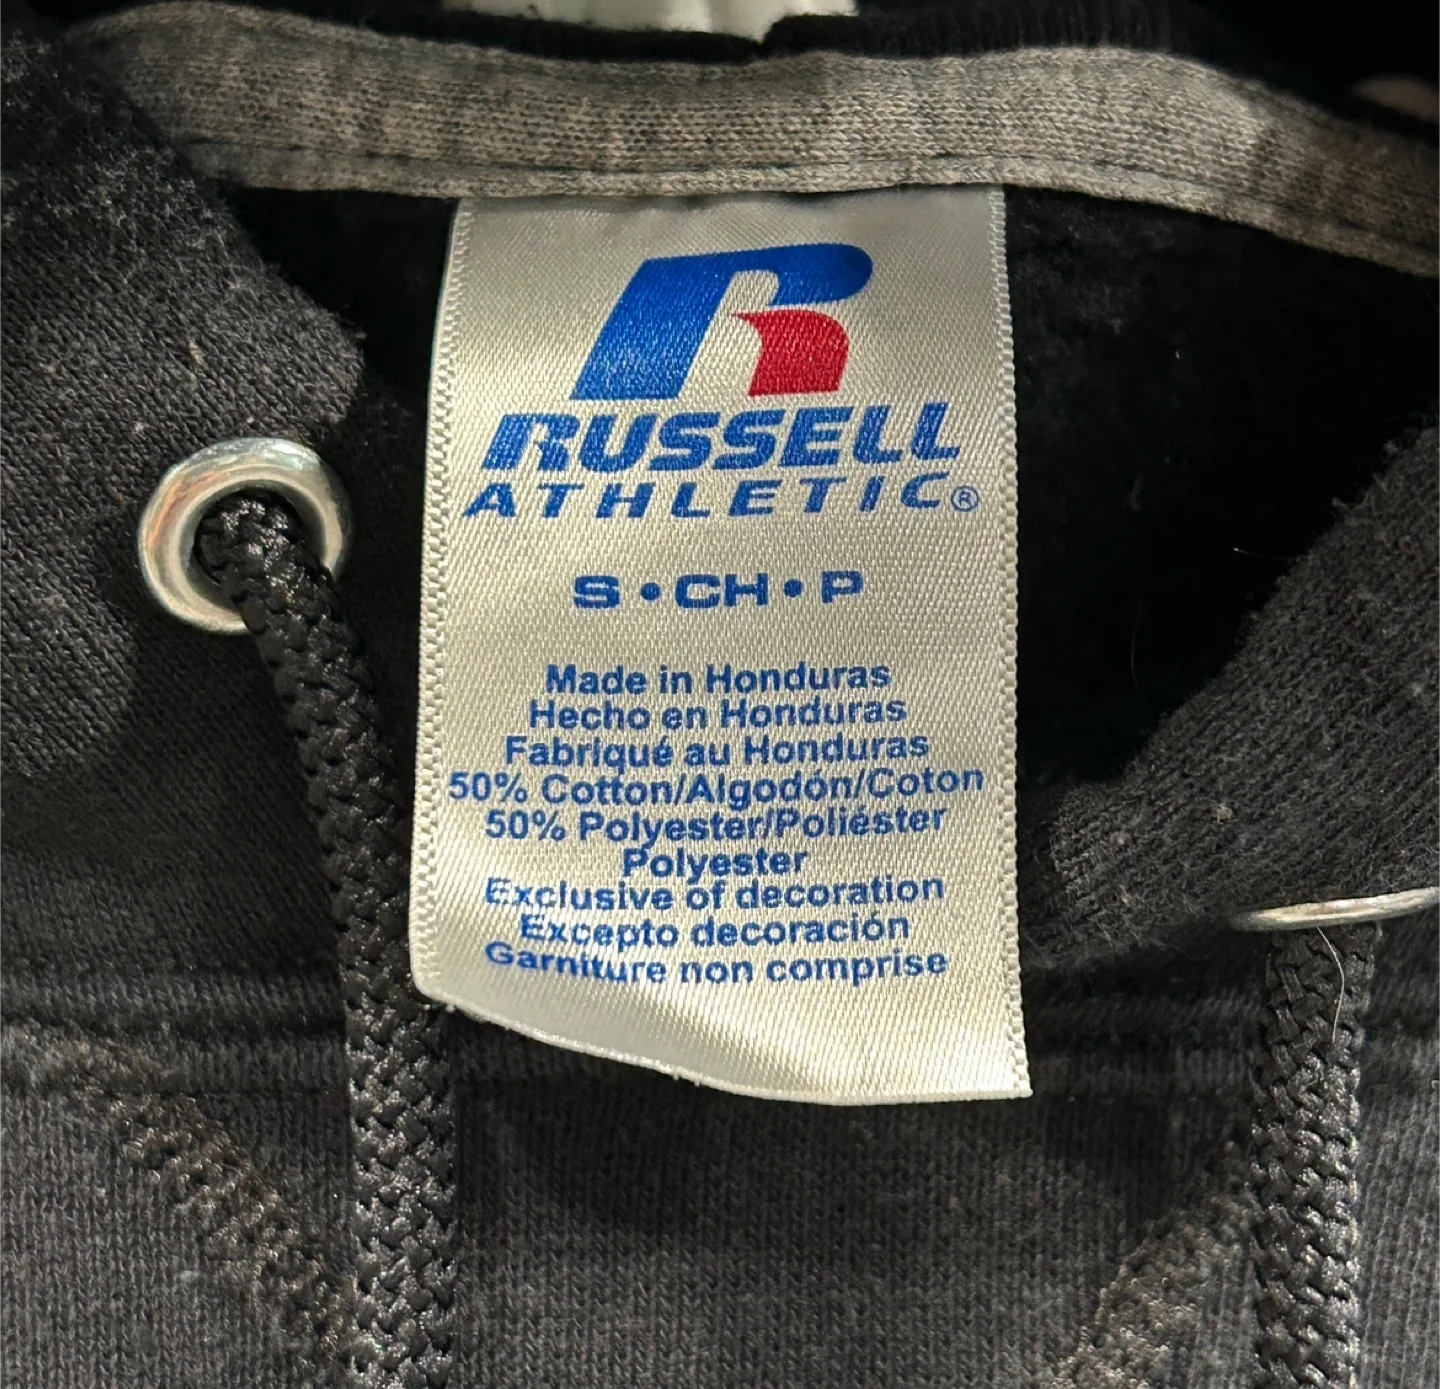 RUSSELL
ATHLETIC®
S • CH • P
Made in Honduras
Hecho en Honduras
Fabriqué au Honduras
50% Cotton/Algodón/Coton
50% Polyester/Poliéster
Polyester
Exclusive of decoration
Excepto decoración
Garniture non comprise